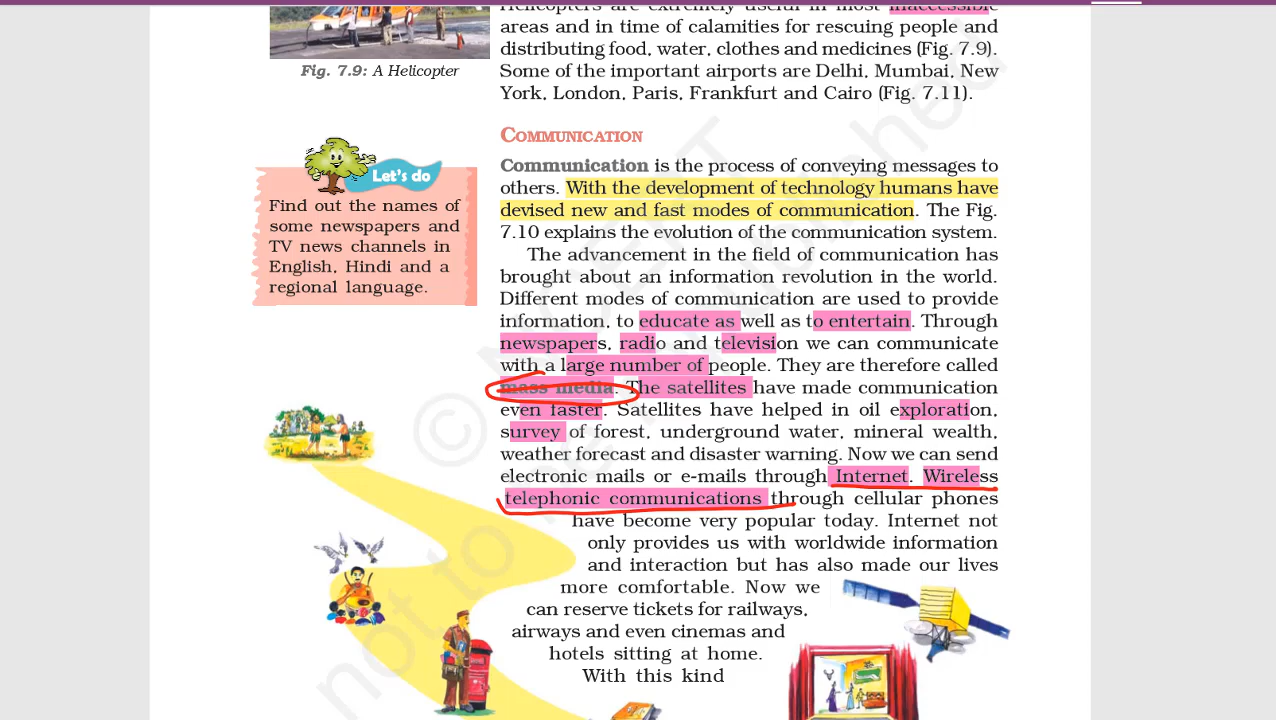 Helicopters are extremely useful in most inaccessible
areas and in time of calamities for rescuing people and
distributing food, water, clothes and medicines (Fig. 7.9).
Some of the important airports are Delhi, Mumbai, New
York, London, Paris, Frankfurt and Cairo (Fig. 7.11).
Fig. 7.9: A Helicopter
COMMUNICATION
Communication is the process of conveying messages to
others. With the development of technology humans have
devised new and fast modes of communication. The Fig.
7.10 explains the evolution of the communication system.
The advancement in the field of communication has
brought about an information revolution in the world.
Different modes of communication are used to provide
information, to educate as well as to entertain. Through
newspapers, radio and television we can communicate
with a large number of people. They are therefore called
mass media. The satellites have made communication
even faster. Satellites have helped in oil exploration,
survey of forest, underground water, mineral wealth,
weather forecast and disaster warning. Now we can send
electronic mails or e-mails through Internet. Wireless
telephonic communications through cellular phones
have become very popular today. Internet not
only provides us with worldwide information
and interaction but has also made our lives
more comfortable. Now we
can reserve tickets for railways,
airways and even cinemas and
hotels sitting at home.
With this kind
Let's do
Find out the names of
some newspapers and
TV news channels in
English, Hindi and a
regional language.
© NCERT
not to be republished